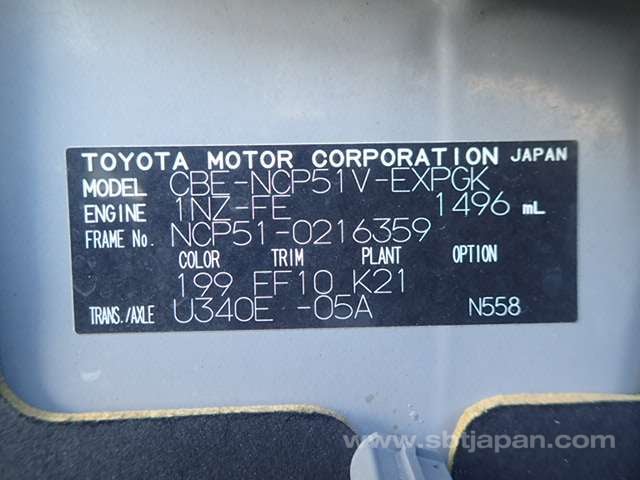 TOYOTA MOTOR CORPORATION JAPAN
MODEL CBE-NCP51V-EXPGK
ENGINE 1NZ-FE 1496 mL
FRAME No. NCP51-0216359
COLOR TRIM PLANT OPTION
199 FF10 K21
TRANS./AXLE U340E -05A N558
www.sbtjapan.com